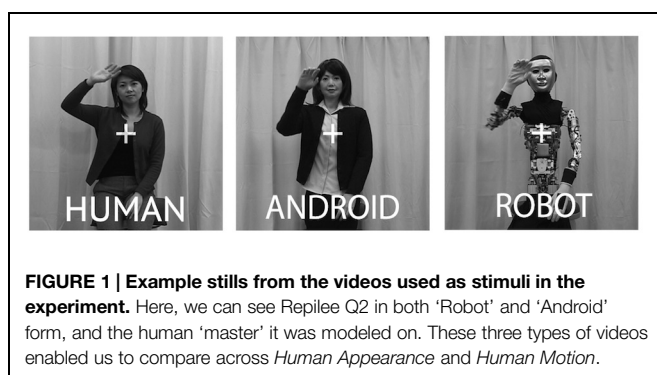 HUMAN
ANDROID
ROBOT
FIGURE 1 | Example stills from the videos used as stimuli in the
experiment. Here, we can see Repilee Q2 in both ‘Robot’ and ‘Android’
form, and the human ‘master’ it was modeled on. These three types of videos
enabled us to compare across Human Appearance and Human Motion.